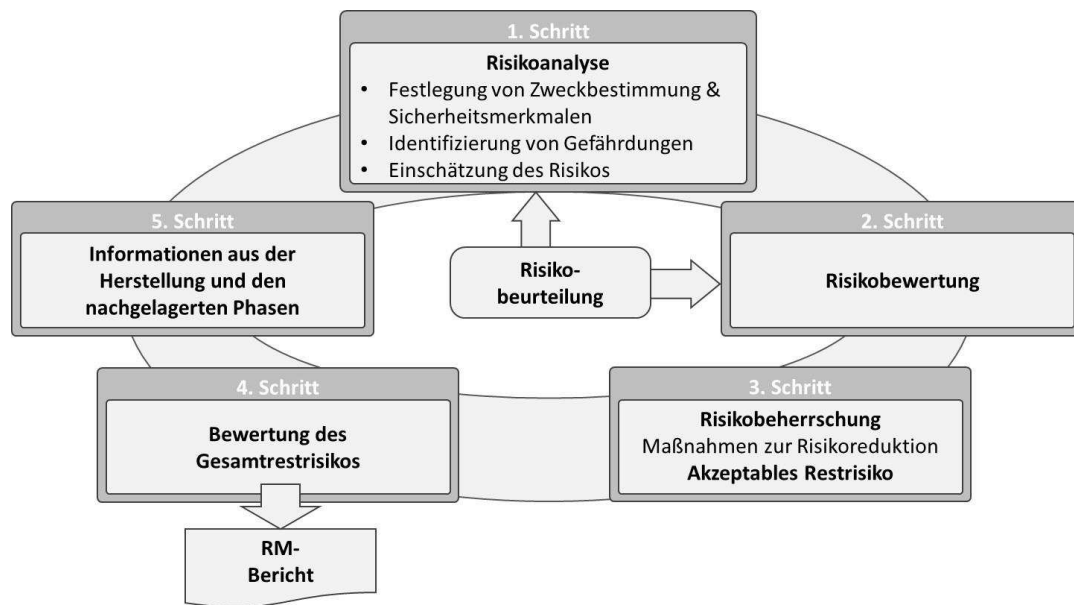 1. Schritt
Risikoanalyse
• Festlegung von Zweckbestimmung &
Sicherheitsmerkmalen
• Identifizierung von Gefährdungen
• Einschätzung des Risikos
2. Schritt
Risikobewertung
3. Schritt
Risikobeherrschung
Maßnahmen zur Risikoreduktion
Akzeptables Restrisiko
4. Schritt
Bewertung des
Gesamtrestrisikos
RM-
Bericht
5. Schritt
Informationen aus der
Herstellung und den
nachgelagerten Phasen
Risiko-
beurteilung